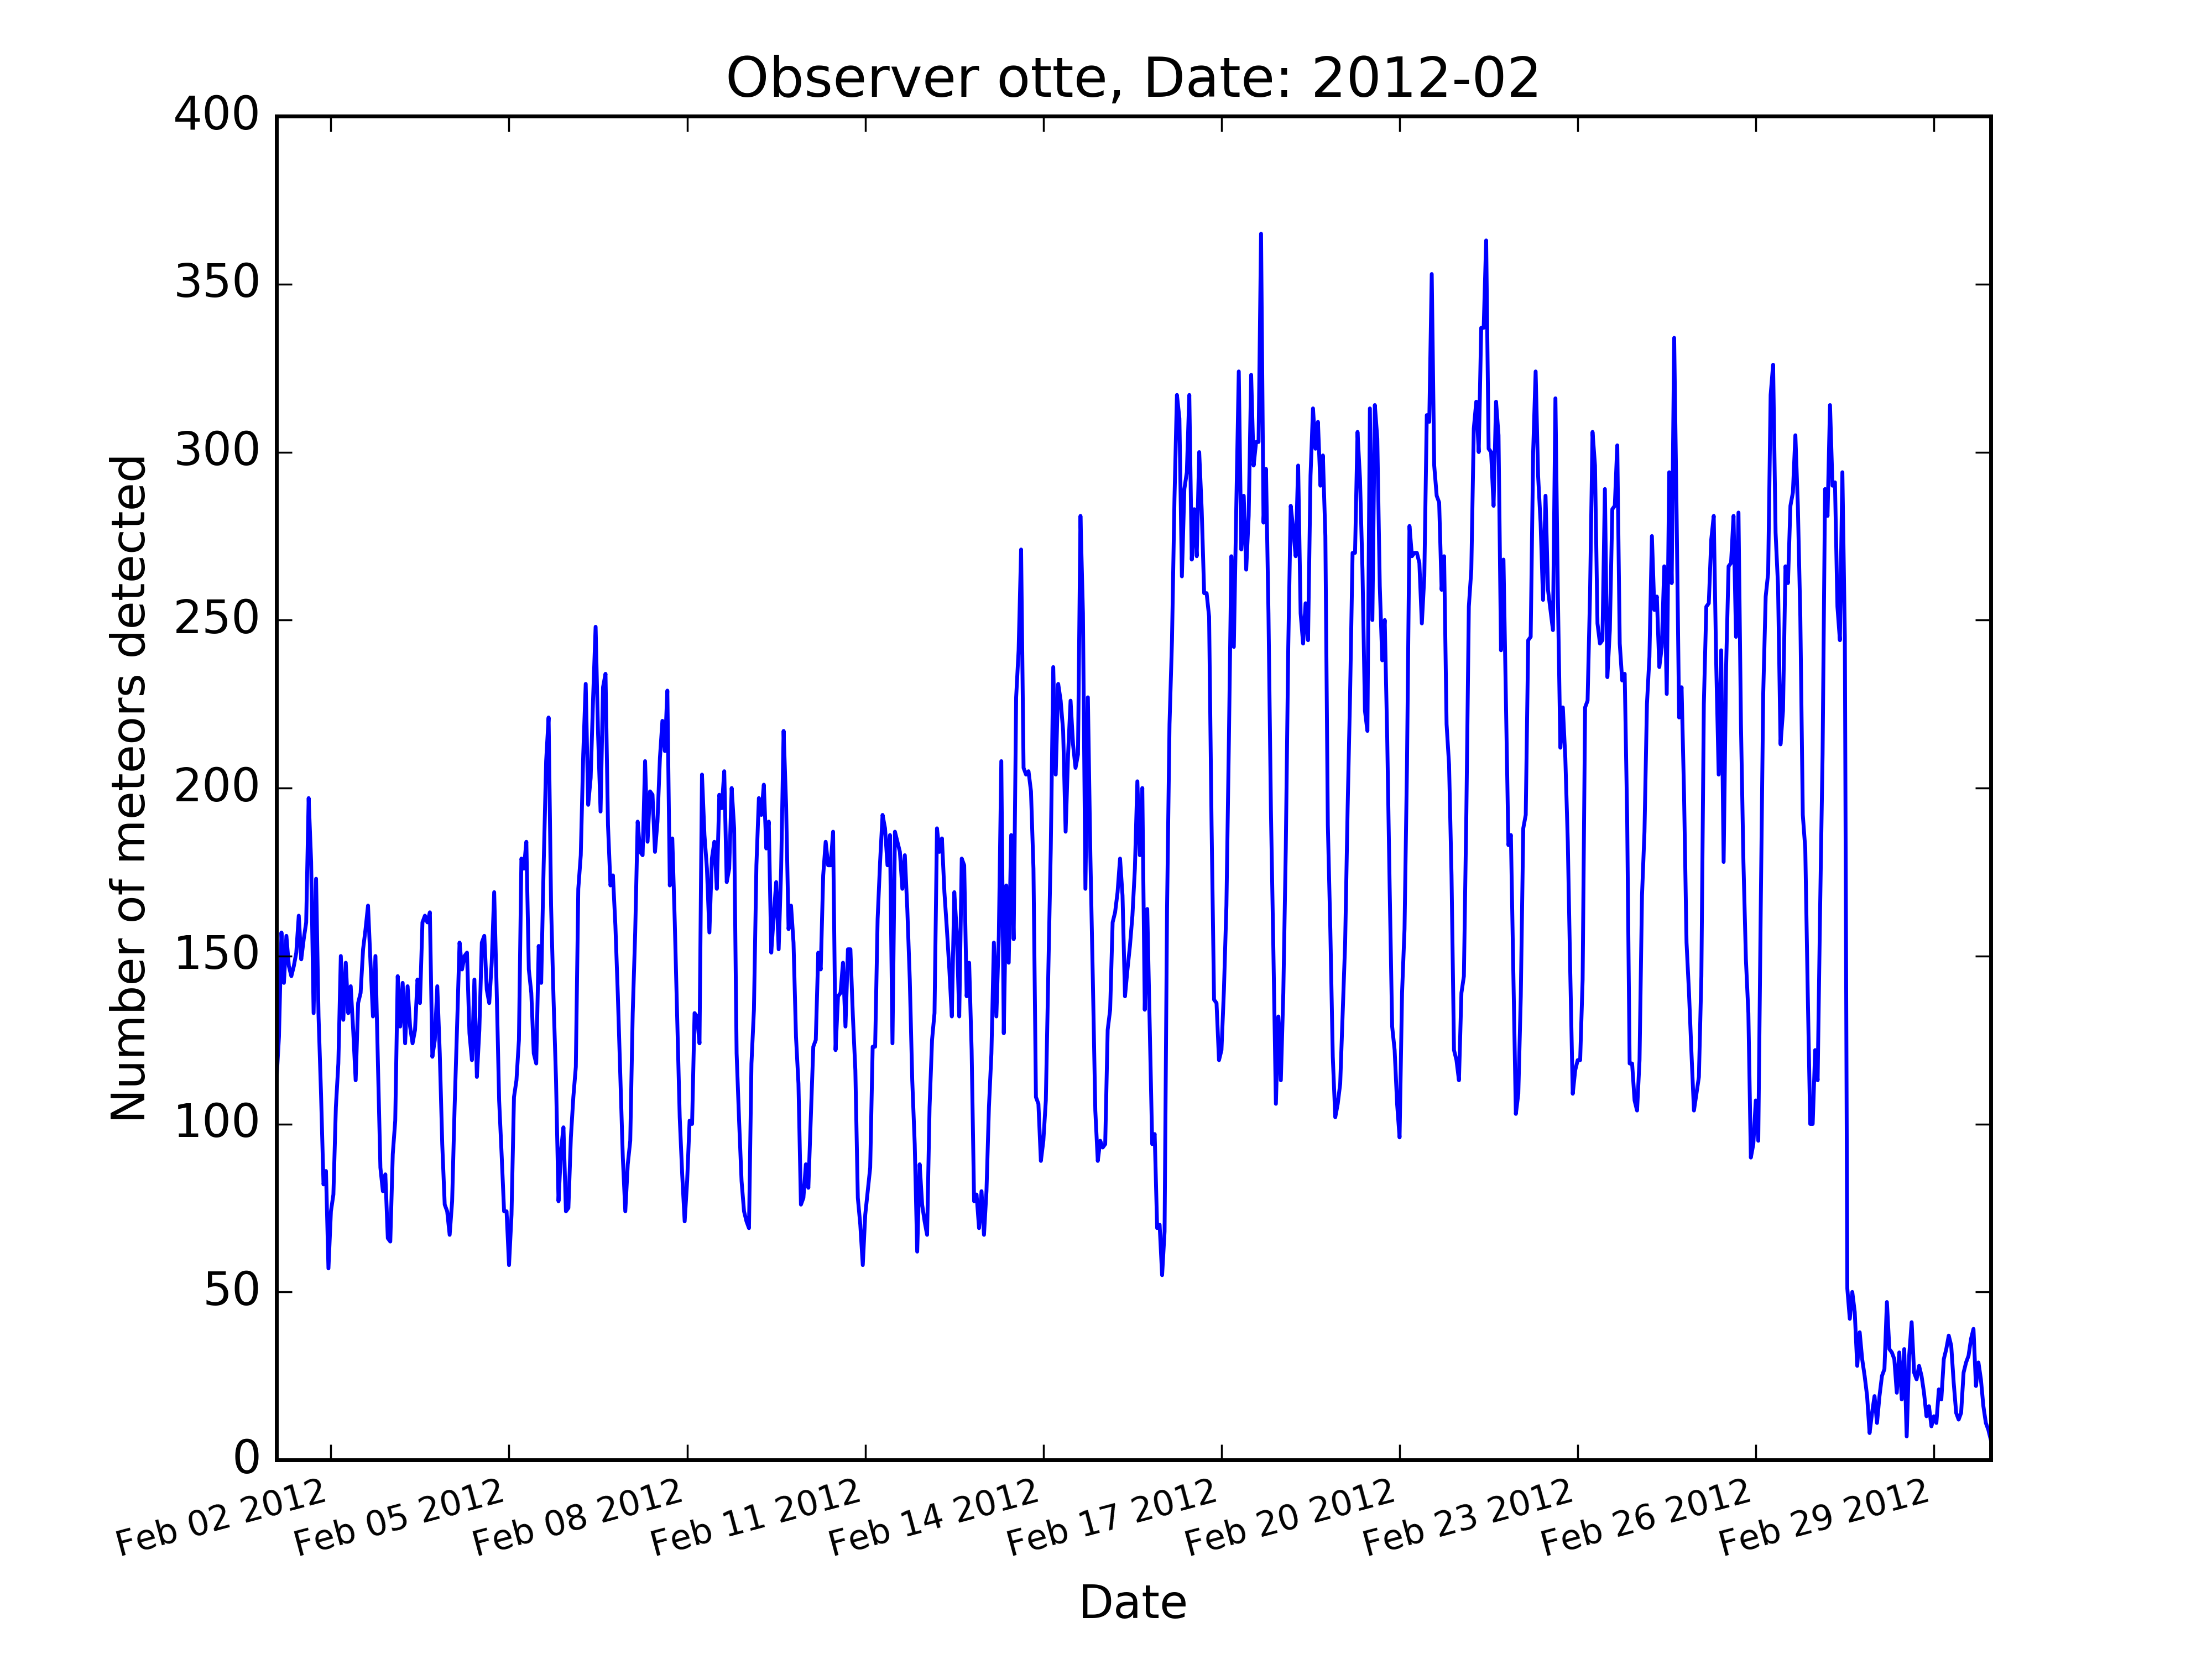 Observer otte, Date: 2012-02
400
350
300
250
200
150
100
50
0
Number of meteors detected
Feb 02 2012
Feb 05 2012
Feb 08 2012
Feb 11 2012
Feb 14 2012
Feb 17 2012
Feb 20 2012
Feb 23 2012
Feb 26 2012
Feb 29 2012
Date